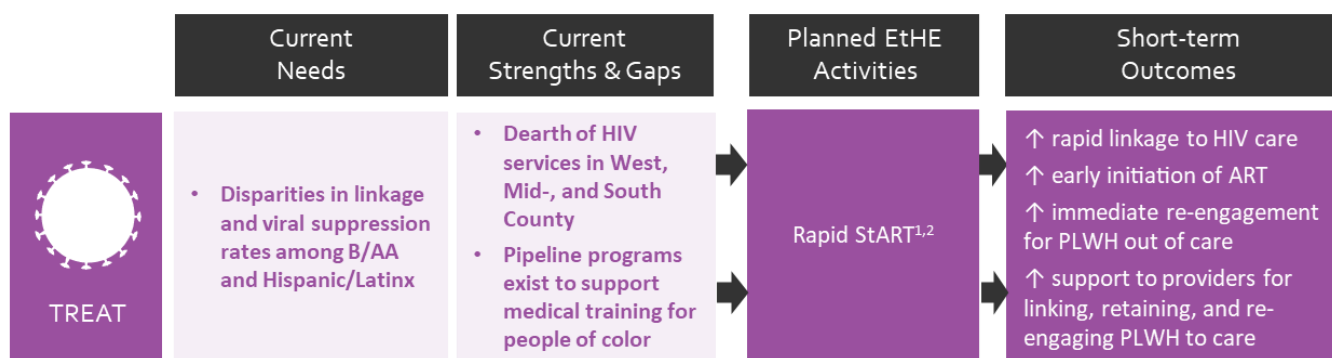 Current
Needs
Current
Strengths & Gaps
Planned EtHE
Activities
Short-term
Outcomes
TREAT
• Disparities in linkage
and viral suppression
rates among B/AA
and Hispanic/Latinx
• Dearth of HIV
services in West,
Mid-, and South
County
• Pipeline programs
exist to support
medical training for
people of color
Rapid StART¹,²
↑ rapid linkage to HIV care
↑ early initiation of ART
↑ immediate re-engagement
for PLWH out of care
↑ support to providers for
linking, retaining, and re-
engaging PLWH to care